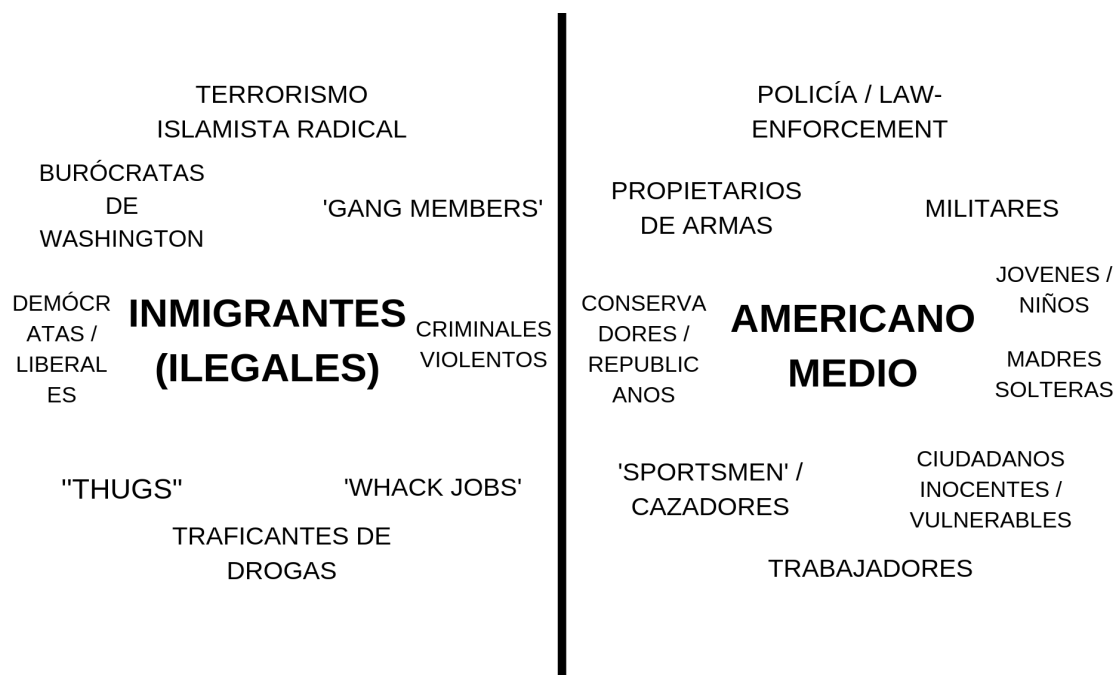 TERRORISMO
ISLAMISTA RADICAL
BURÓCRATAS
DE
WASHINGTON
'GANG MEMBERS'
DEMÓCR
ATAS /
LIBERAL
ES
INMIGRANTES
(ILEGALES)
CRIMINALES
VIOLENTOS
"THUGS"
'WHACK JOBS'
TRAFICANTES DE
DROGAS
POLICÍA / LAW-
ENFORCEMENT
PROPIETARIOS
DE ARMAS
MILITARES
JOVENES /
NIÑOS
CONSERVA
DORES /
REPUBLIC
ANOS
AMERICANO
MEDIO
MADRES
SOLTERAS
'SPORTSMEN' /
CAZADORES
CIUDADANOS
INOCENTES /
VULNERABLES
TRABAJADORES